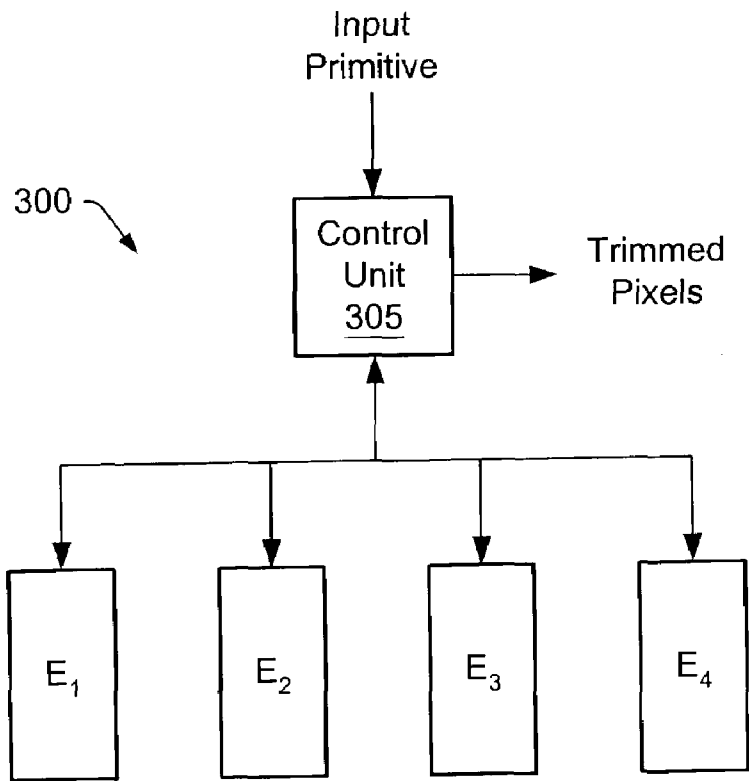 Input
Primitive
300
Control
Unit
305
Trimmed
Pixels
E₁
E₂
E₃
E₄